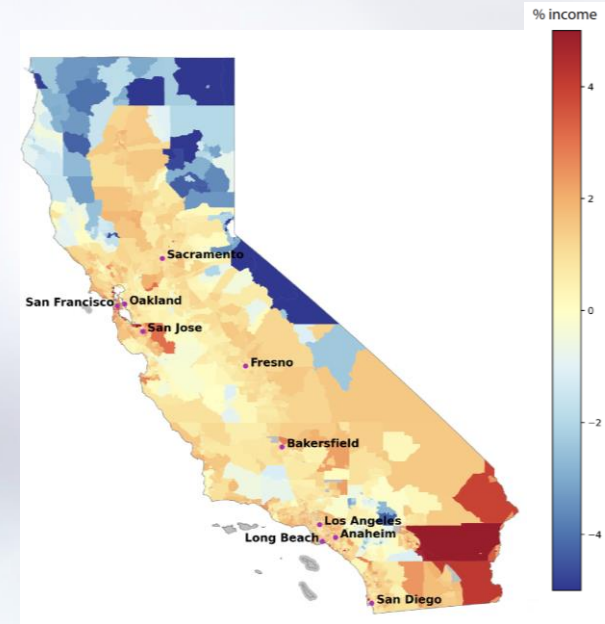 % income
4
2
0
−2
−4
Sacramento
San Francisco
Oakland
San Jose
Fresno
Bakersfield
Los Angeles
Long Beach
Anaheim
San Diego